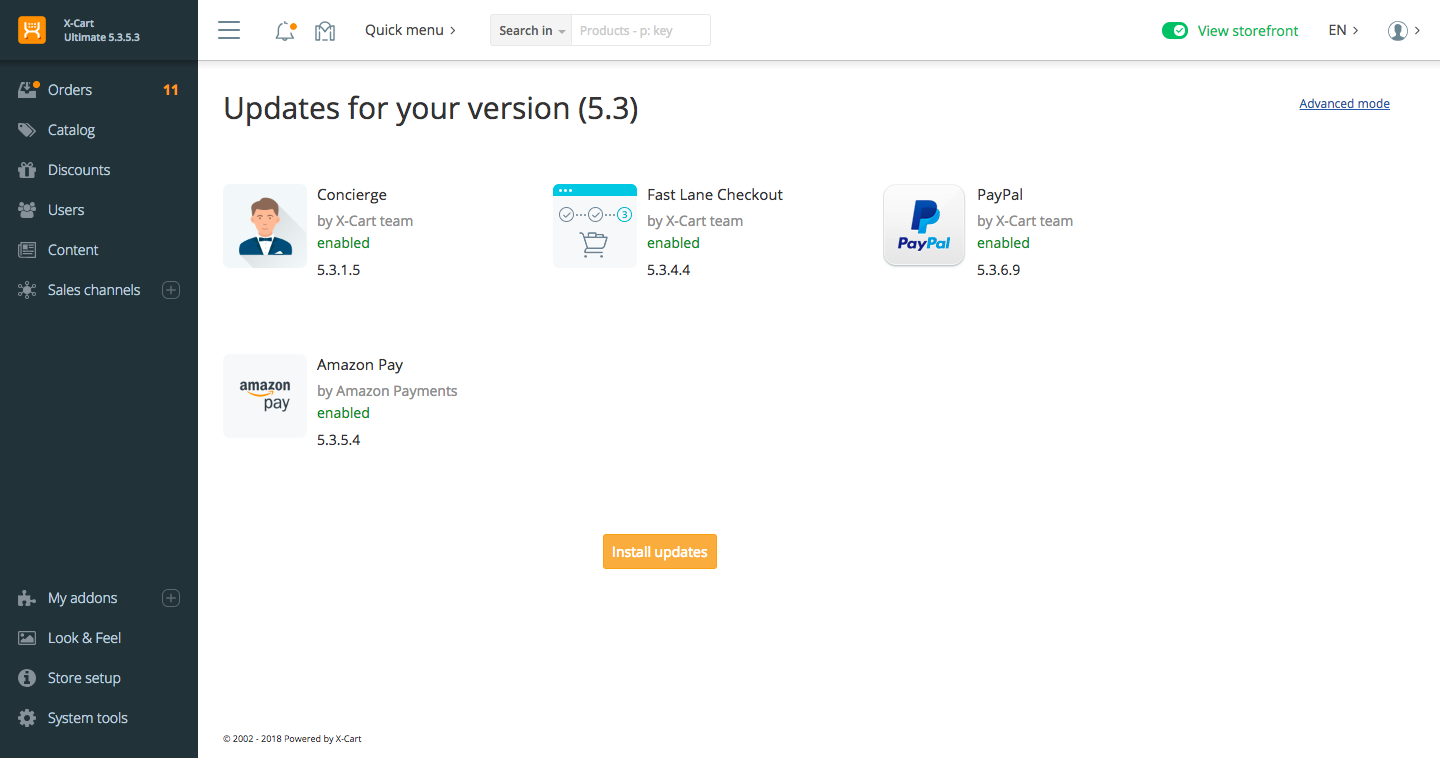 X-Cart
Ultimate 5.3.5.3
Quick menu
Search in
Products - p: key
View storefront
EN
Orders
11
Catalog
Discounts
Users
Content
Sales channels
My addons
Look & Feel
Store setup
System tools
Updates for your version (5.3)
Advanced mode
Concierge
by X-Cart team
enabled
5.3.1.5
3
Fast Lane Checkout
by X-Cart team
enabled
5.3.4.4
PayPal
PayPal
by X-Cart team
enabled
5.3.6.9
amazon
pay
Amazon Pay
by Amazon Payments
enabled
5.3.5.4
Install updates
© 2002 - 2018 Powered by X-Cart